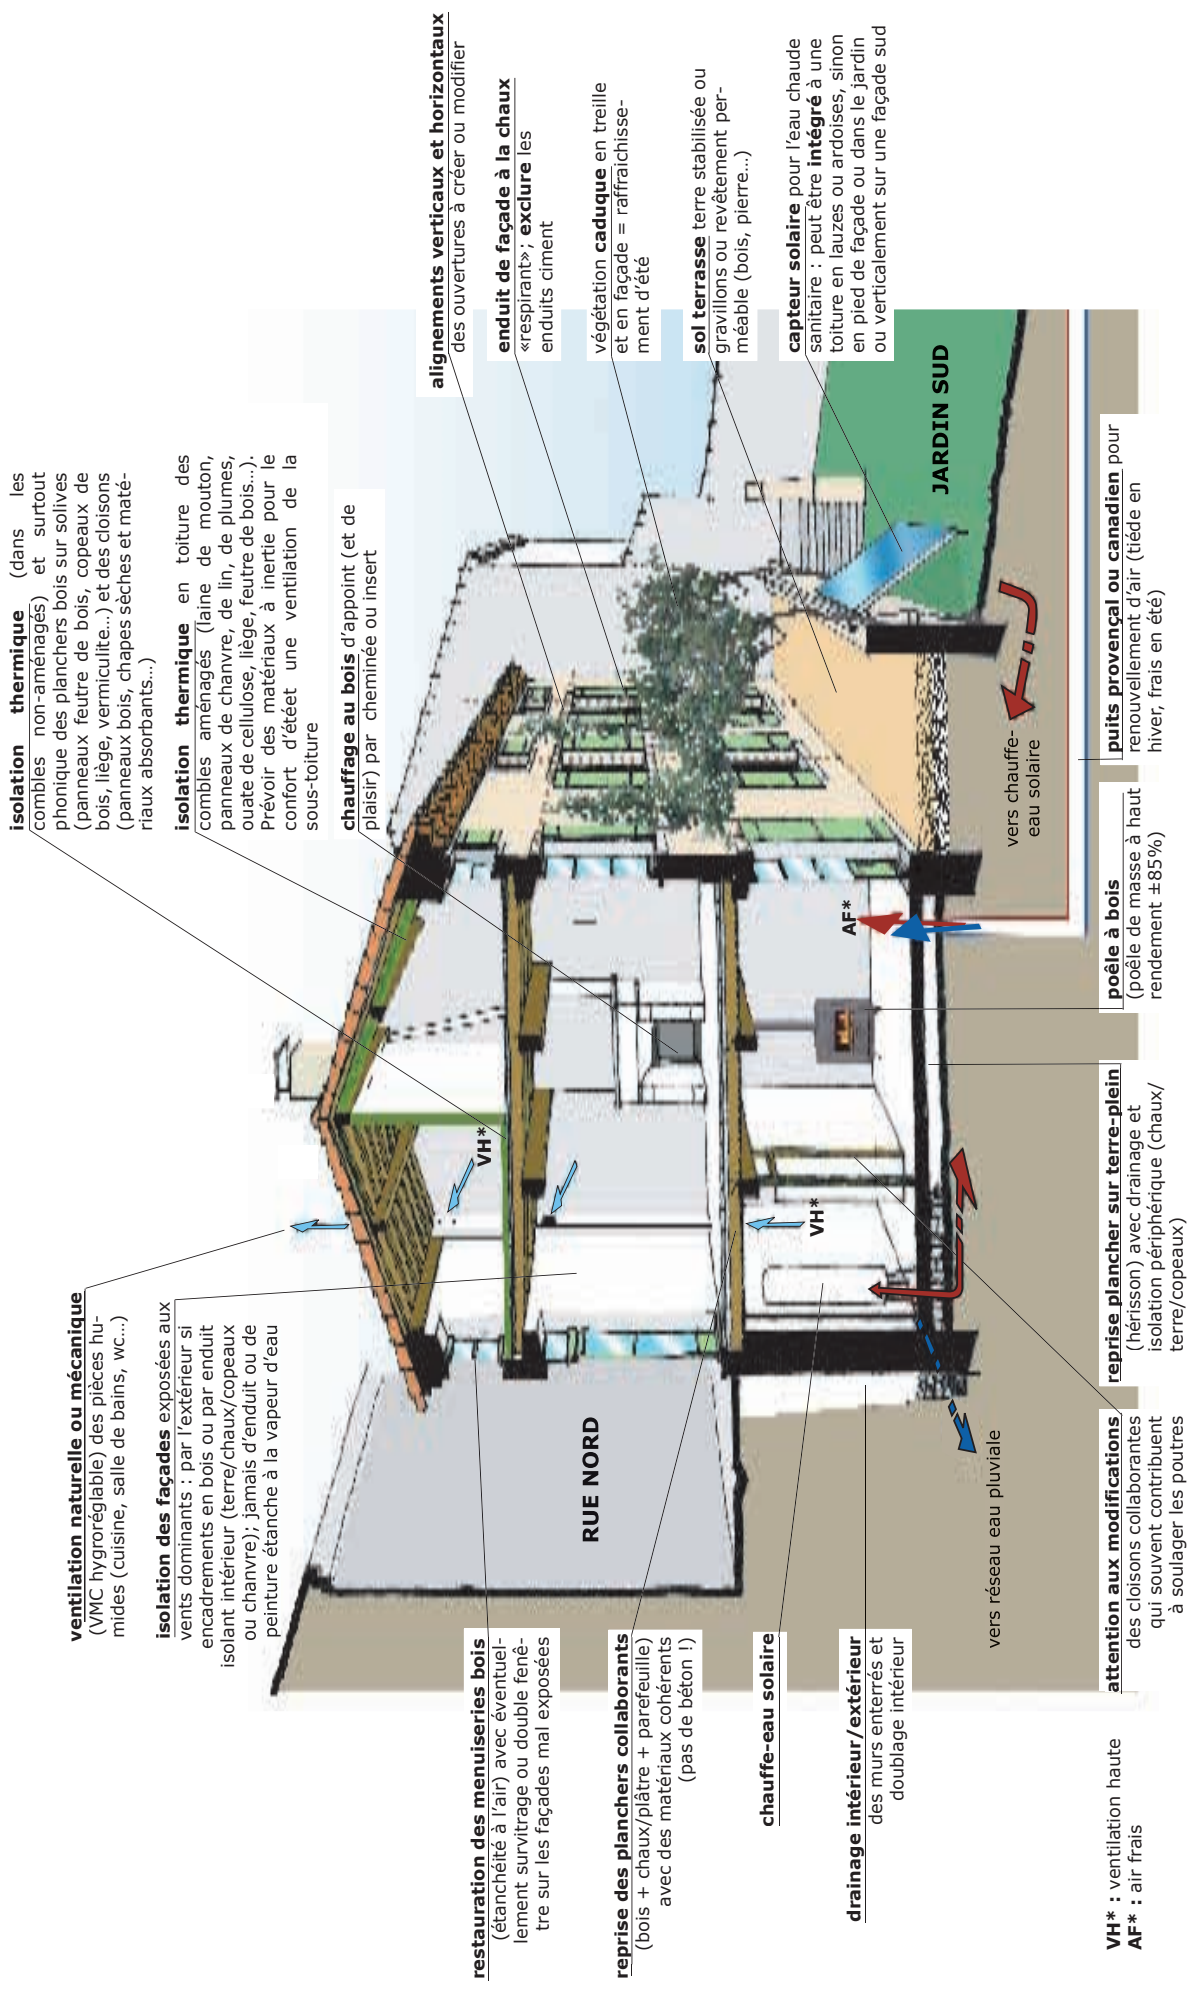 ventilation naturelle ou mécanique
(VMC hygroréglable) des pièces hu-
mides (cuisine, salle de bains, wc...)
isolation des façades exposées aux
vents dominants : par l'extérieur si
encadrements en bois ou par enduit
isolant intérieur (terre/chaux/copeaux
ou chanvre); jamais d'enduit ou de
peinture étanche à la vapeur d'eau
isolation thermique (dans les
combles non-aménagés) et surtout
phonique des planchers bois sur solives
(panneaux feutre de bois, copeaux de
bois, liège, vermiculite...) et des cloisons
(panneaux bois, chapes sèches et maté-
riaux absorbants...)
isolation thermique en toiture des
combles aménagés (laine de mouton,
panneaux de chanvre, de lin, de plumes,
ouate de cellulose, liège, feutre de bois...).
Prévoir des matériaux à inertie pour le
confort d'étéet une ventilation de la
sous-toiture
chauffage au bois d'appoint (et de
plaisir) par cheminée ou insert
alignements verticaux et horizontaux
des ouvertures à créer ou modifier
enduit de façade à la chaux
«respirant»; exclure les
enduits ciment
végétation caduque en treille
et en façade = raffraichisse-
ment d'été
sol terrasse terre stabilisée ou
gravillons ou revêtement per-
méable (bois, pierre...)
capteur solaire pour l'eau chaude
sanitaire : peut être intégré à une
toiture en lauzes ou ardoises, sinon
en pied de façade ou dans le jardin
ou verticalement sur une façade sud
restauration des menuiseries bois
(étanchéité à l'air) avec éventuel-
lement survitrage ou double fenê-
tre sur les façades mal exposées
reprise des planchers collaborants
(bois + chaux/plâtre + parefeuille)
avec des matériaux cohérents
(pas de béton !)
chauffe-eau solaire
drainage intérieur/extérieur
des murs enterrés et
doublage intérieur
RUE NORD
VH*
VH*
AF*
JARDIN SUD
vers réseau eau pluviale
vers chauffe-
eau solaire
VH* : ventilation haute
AF* : air frais
attention aux modifications
des cloisons collaborantes
qui souvent contribuent
à soulager les poutres
reprise plancher sur terre-plein
(hérisson) avec drainage et
isolation périphérique (chaux/
terre/copeaux)
poêle à bois
(poêle de masse à haut
rendement ±85%)
puits provençal ou canadien pour
renouvellement d'air (tiéde en
hiver, frais en été)